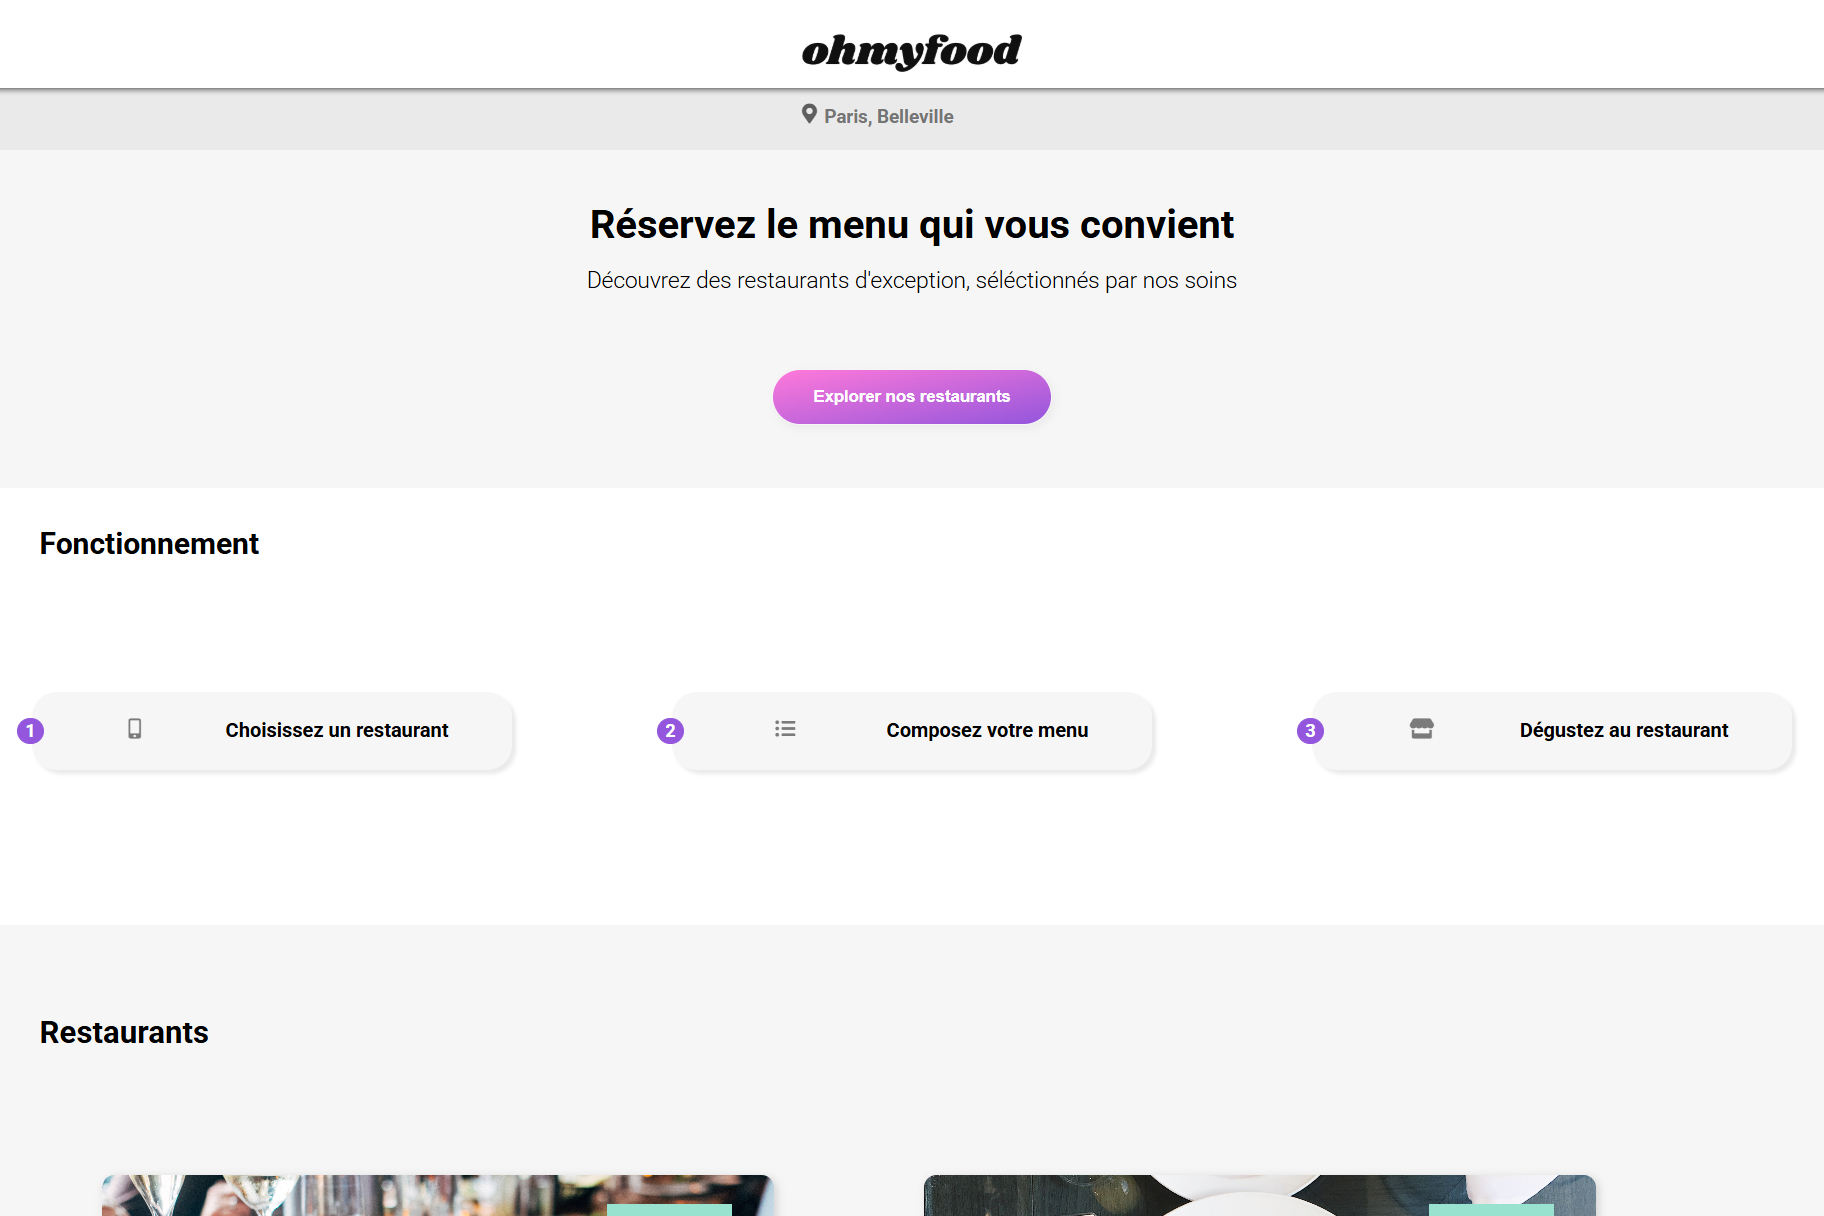 ohmyfood
Paris, Belleville
Réservez le menu qui vous convient
Découvrez des restaurants d'exception, séléctionnés par nos soins
Explorer nos restaurants
Fonctionnement
1 Choisissez un restaurant
2 Composez votre menu
3 Dégustez au restaurant
Restaurants